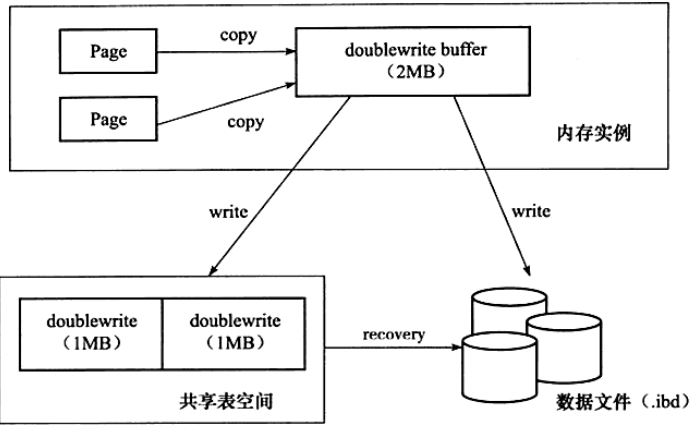 copy
Page
doublewrite buffer
（2MB）
Page
copy
内存实例
write
write
doublewrite
（1MB）
doublewrite
（1MB）
recovery
共享表空间
数据文件（.ibd）